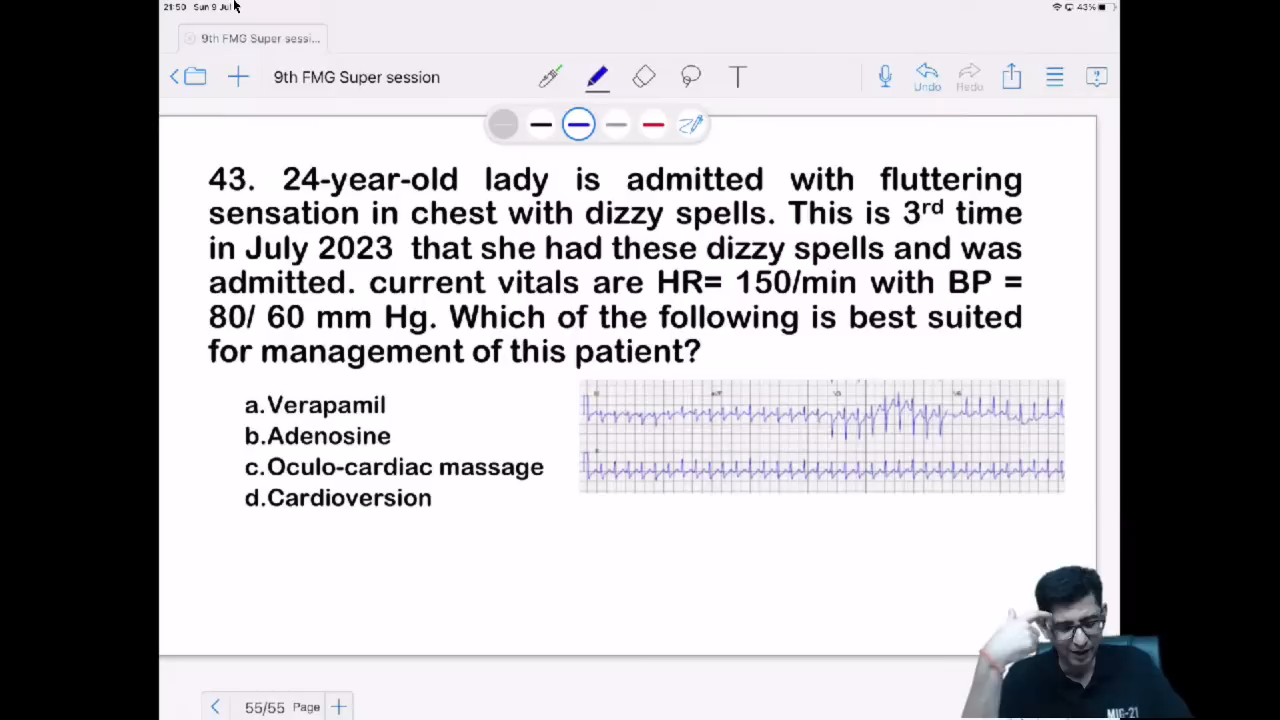 21:50 Sun 9 Jul
43%
9th FMG Super sessi...
9th FMG Super session
T
Undo
Redo
43. 24-year-old lady is admitted with fluttering
sensation in chest with dizzy spells. This is 3rd time
in July 2023 that she had these dizzy spells and was
admitted. current vitals are HR= 150/min with BP =
80/ 60 mm Hg. Which of the following is best suited
for management of this patient?
a.Verapamil
b.Adenosine
c.Oculo-cardiac massage
d.Cardioversion
MIG-21
55/55 Page